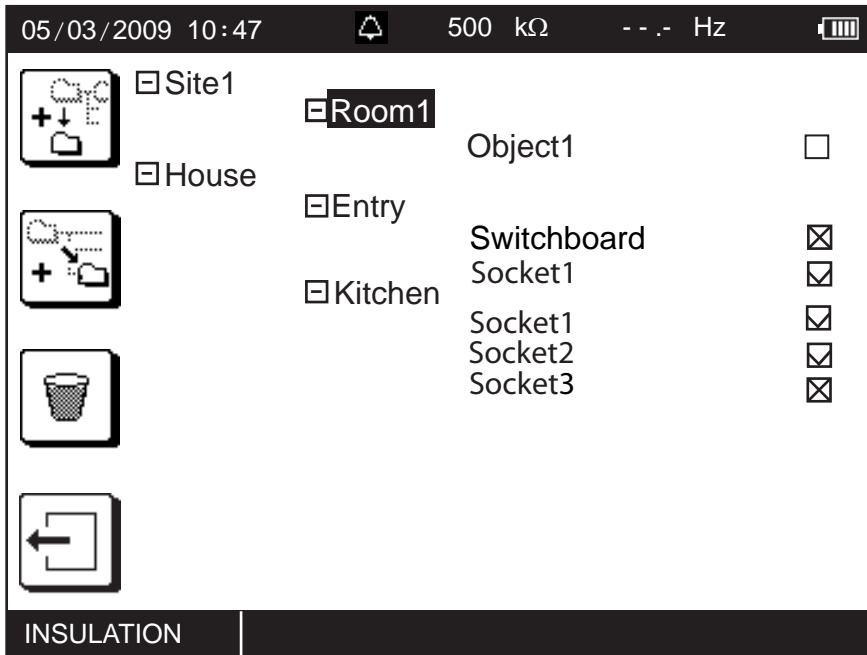 05/03/2009 10:47 500 kΩ - - .- Hz
Site1
Room1
Object1
House
Entry
Switchboard
Socket1
Kitchen
Socket1
Socket2
Socket3
INSULATION